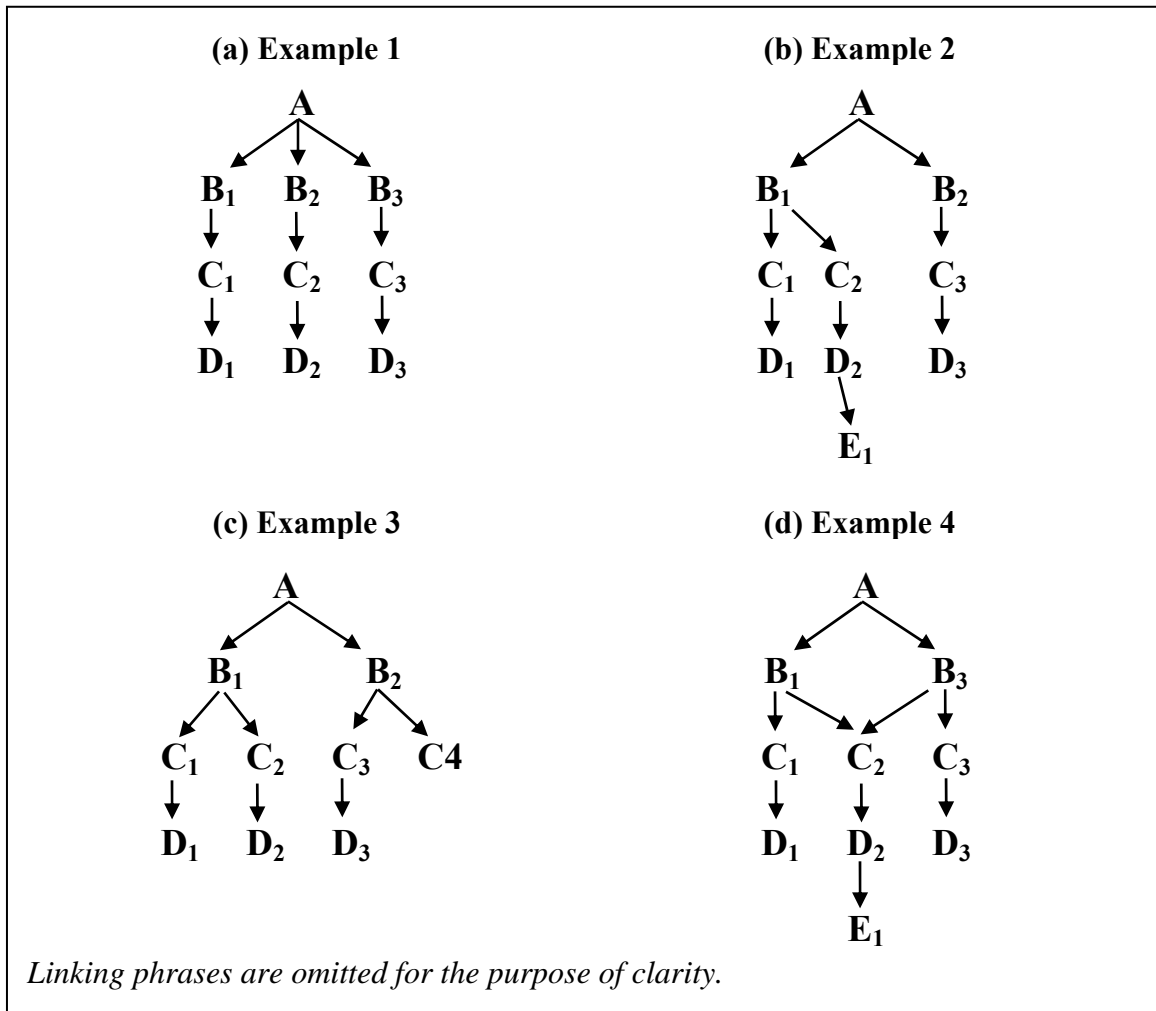 (a) Example 1
(b) Example 2
A
A
B₁ B₂ B₃
B₁ B₂
C₁ C₂ C₃
C₁ C₂ C₃
D₁ D₂ D₃
D₁ D₂ D₃
E₁
(c) Example 3
(d) Example 4
A
A
B₁ B₂
B₁ B₃
C₁ C₂ C₃ C4
C₁ C₂ C₃
D₁ D₂ D₃
D₁ D₂ D₃
E₁
Linking phrases are omitted for the purpose of clarity.